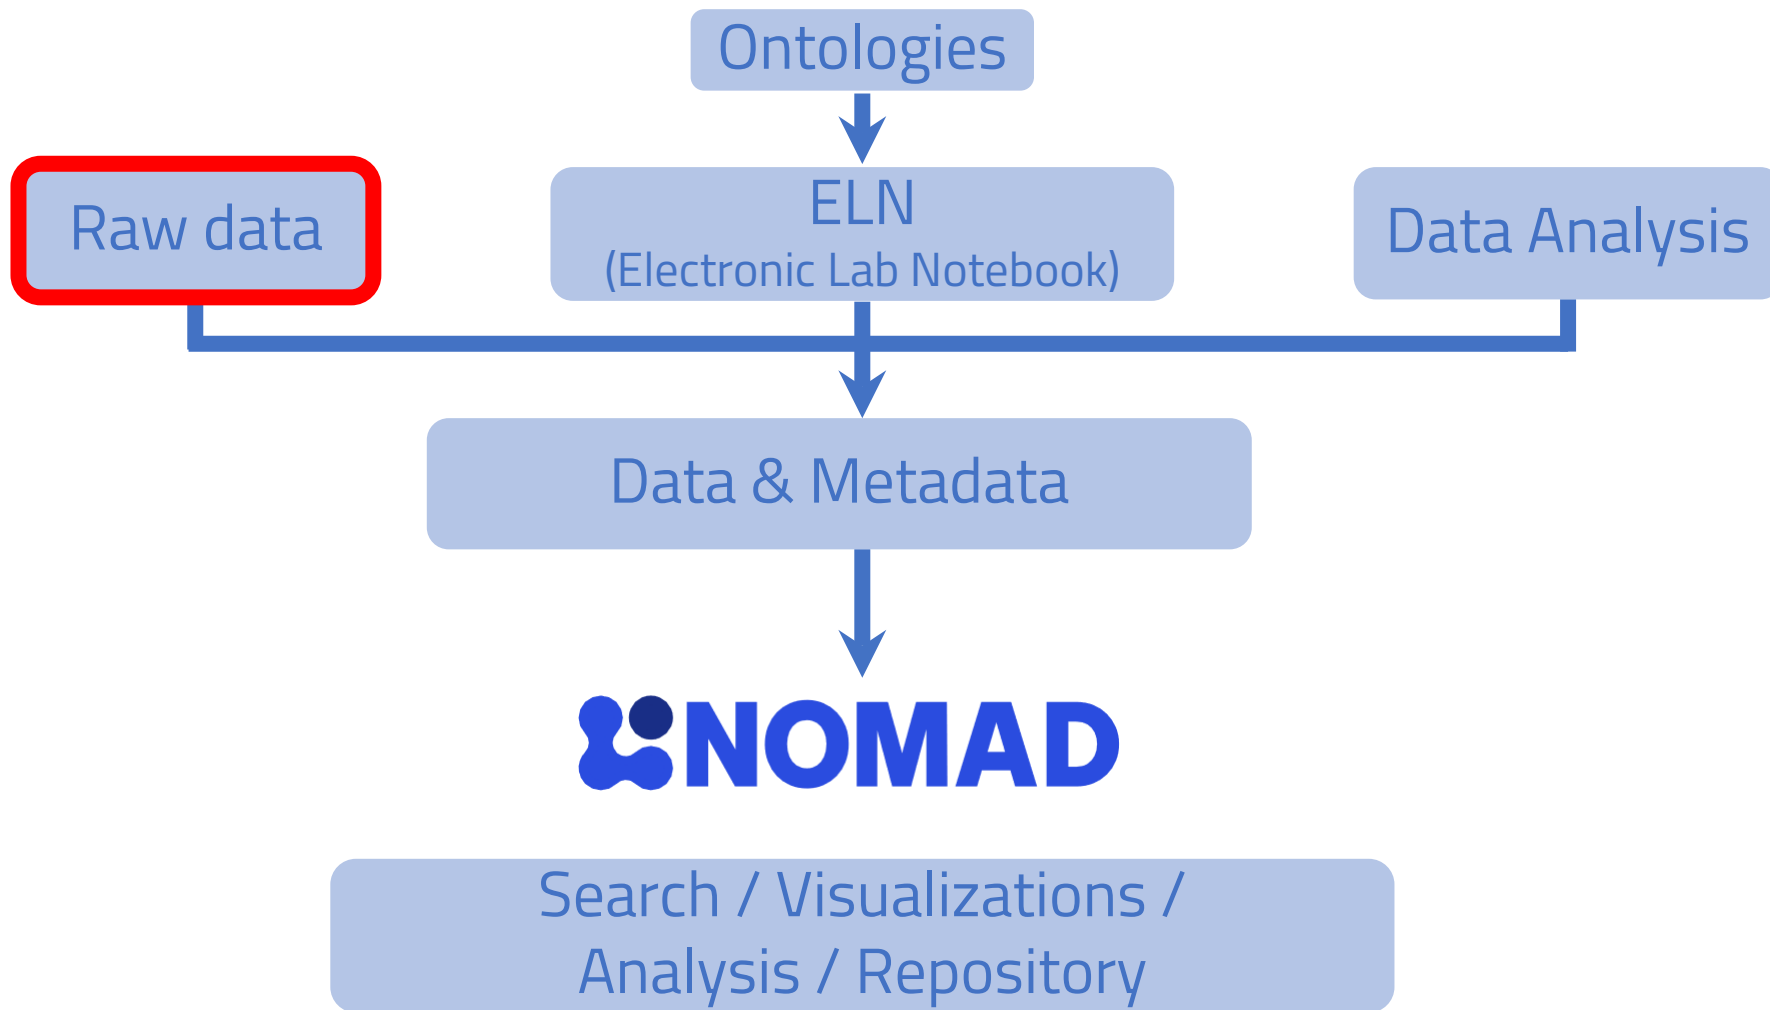 Ontologies
Raw data
ELN
(Electronic Lab Notebook)
Data Analysis
Data & Metadata
NOMAD
Search / Visualizations /
Analysis / Repository